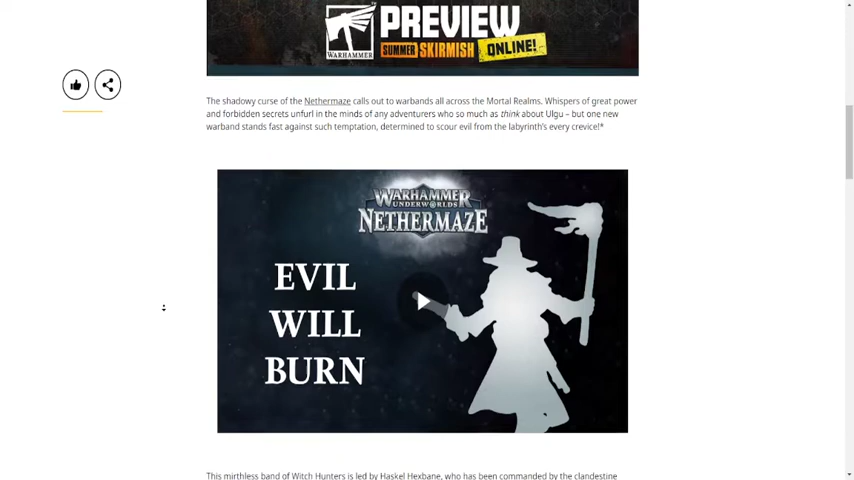 WARHAMMER
PREVIEW
SUMMER SKIRMISH ONLINE!
The shadowy curse of the Nethermaze calls out to warbands all across the Mortal Realms. Whispers of great power
and forbidden secrets unfurl in the minds of any adventurers who so much as think about Ulgu – but one new
warband stands fast against such temptation, determined to scour evil from the labyrinth's every crevice!*
WARHAMMER
UNDERWORLDS
NETHERMAZE
EVIL
WILL
BURN
This mirthless band of Witch Hunters is led by Haskel Hexbane, who has been commanded by the clandestine